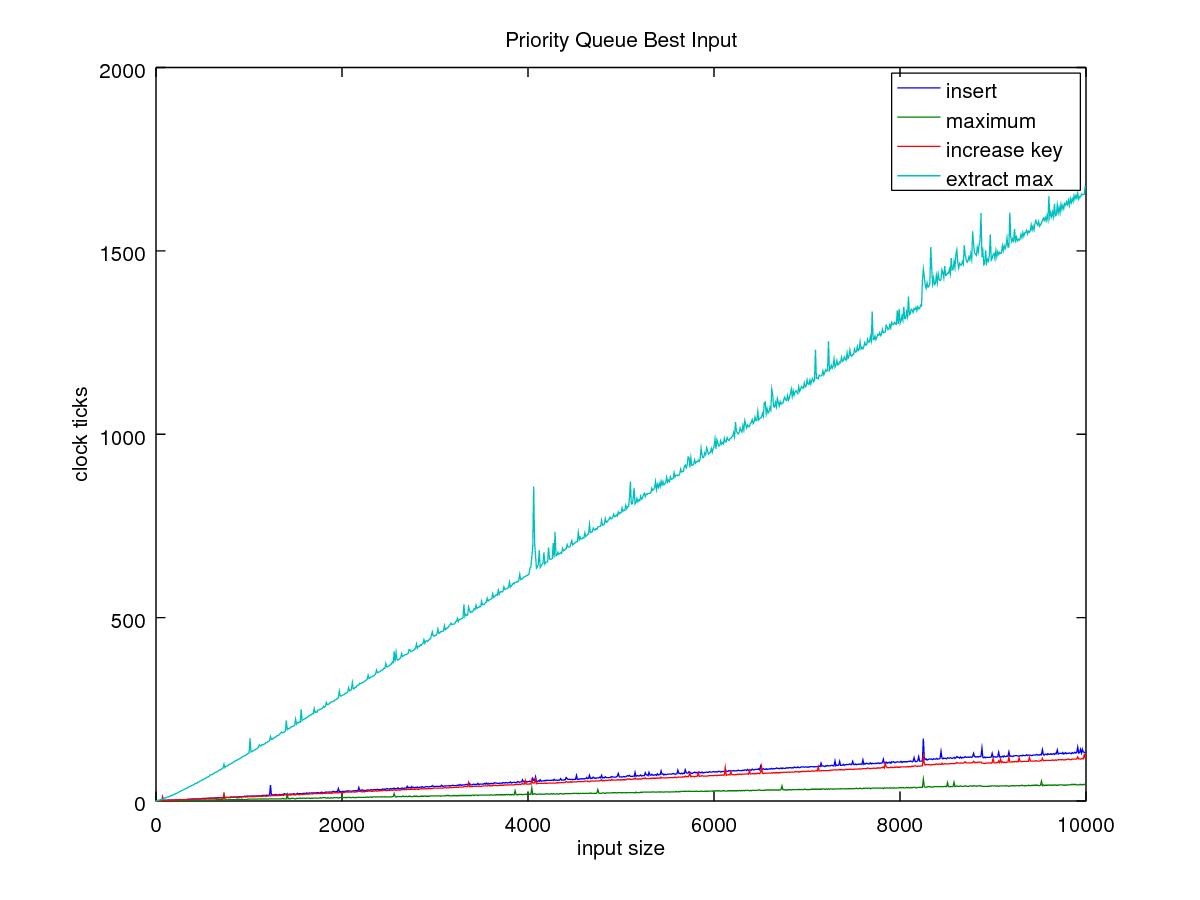 Priority Queue Best Input
2000
1500
1000
500
0
clock ticks
insert
maximum
increase key
extract max
0 2000 4000 6000 8000 10000
input size